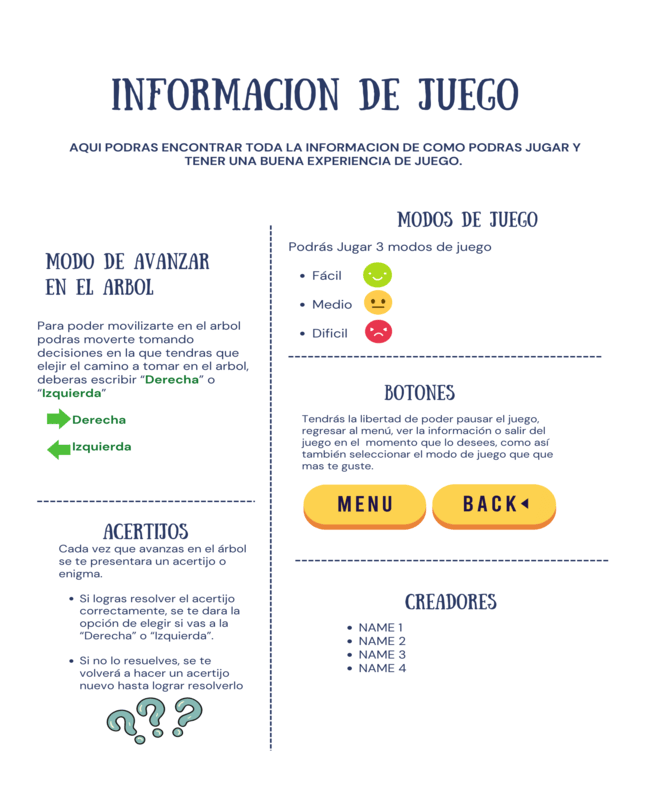 INFORMACION DE JUEGO
AQUI PODRAS ENCONTRAR TODA LA INFORMACION DE COMO PODRAS JUGAR Y
TENER UNA BUENA EXPERIENCIA DE JUEGO.
MODO DE AVANZAR
EN EL ARBOL
Para poder movilizarte en el arbol
podras moverte tomando
decisiones en la que tendras que
elejir el camino a tomar en el arbol,
deberas escribir “Derecha” o
“Izquierda”
Derecha
Izquierda
ACERTIJOS
Cada vez que avanzas en el árbol
se te presentara un acertijo o
enigma.
• Si logras resolver el acertijo
correctamente, se te dara la
opción de elegir si vas a la
“Derecha” o “Izquierda”.
• Si no lo resuelves, se te
volverá a hacer un acertijo
nuevo hasta lograr resolverlo
MODOS DE JUEGO
Podrás Jugar 3 modos de juego
• Fácil
• Medio
• Dificil
BOTONES
Tendrás la libertad de poder pausar el juego,
regresar al menú, ver la información o salir del
juego en el momento que lo desees, como así
también seleccionar el modo de juego que que
mas te guste.
MENU
BACK
CREADORES
• NAME 1
• NAME 2
• NAME 3
• NAME 4